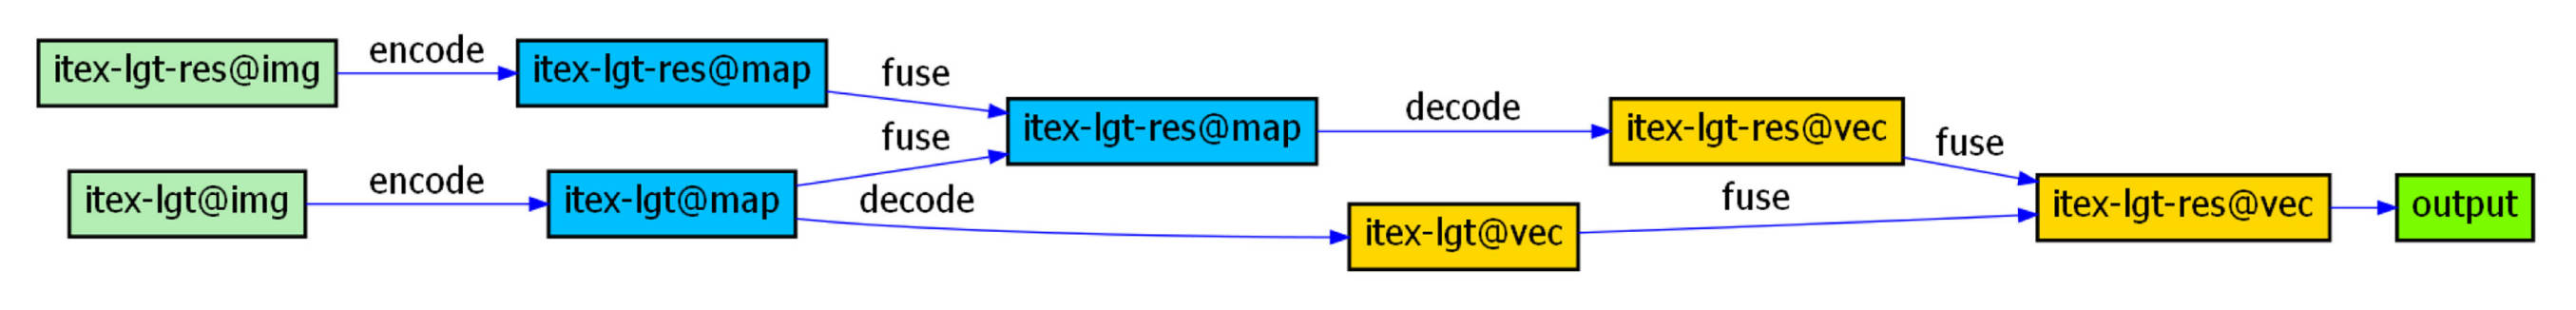 itex-lgt-res@img
encode
itex-lgt-res@map
fuse
itex-lgt-res@map
decode
itex-lgt-res@vec
fuse
itex-lgt@img
encode
itex-lgt@map
fuse
decode
itex-lgt@vec
fuse
itex-lgt-res@vec
output